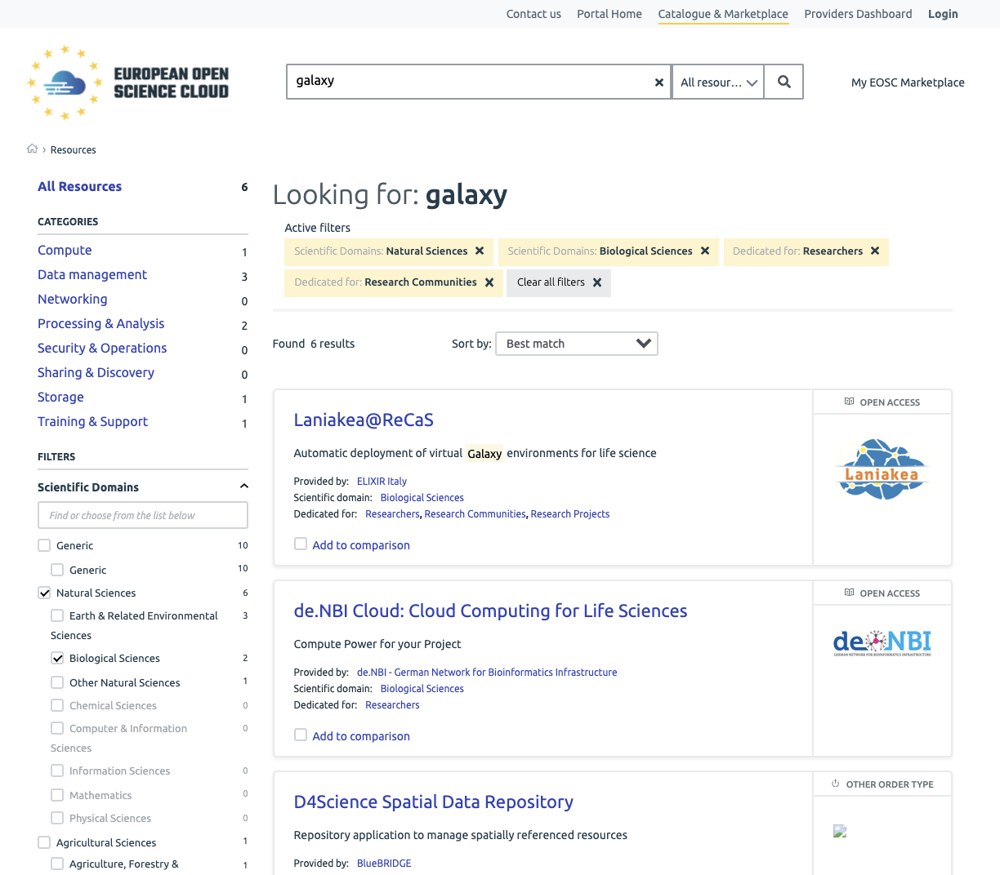 Contact us Portal Home Catalogue & Marketplace Providers Dashboard Login
EUROPEAN OPEN
SCIENCE CLOUD
galaxy
All resour...
My EOSC Marketplace
Resources
All Resources 6
CATEGORIES
Compute 1
Data management 3
Networking 0
Processing & Analysis 2
Security & Operations 0
Sharing & Discovery 0
Storage 1
Training & Support 1
FILTERS
Scientific Domains
Find or choose from the list below
Generic 10
Generic 10
Natural Sciences 6
Earth & Related Environmental 3
Sciences
Biological Sciences 2
Other Natural Sciences 1
Chemical Sciences 0
Computer & Information 0
Sciences
Information Sciences 0
Mathematics 0
Physical Sciences 0
Agricultural Sciences 1
Agriculture, Forestry & 1
Looking for: galaxy
Active filters
Scientific Domains: Natural Sciences
Scientific Domains: Biological Sciences
Dedicated for: Researchers
Dedicated for: Research Communities
Clear all filters
Found 6 results
Sort by: Best match
Laniakea@ReCaS
Automatic deployment of virtual Galaxy environments for life science
Provided by: ELIXIR Italy
Scientific domain: Biological Sciences
Dedicated for: Researchers, Research Communities, Research Projects
Add to comparison
OPEN ACCESS
Laniakea
de.NBI Cloud: Cloud Computing for Life Sciences
Compute Power for your Project
Provided by: de.NBI - German Network for Bioinformatics Infrastructure
Scientific domain: Biological Sciences
Dedicated for: Researchers
Add to comparison
OPEN ACCESS
de.NBI
GERMAN NETWORK FOR BIOINFORMATICS INFRASTRUCTURE
D4Science Spatial Data Repository
Repository application to manage spatially referenced resources
Provided by: BlueBRIDGE
OTHER ORDER TYPE